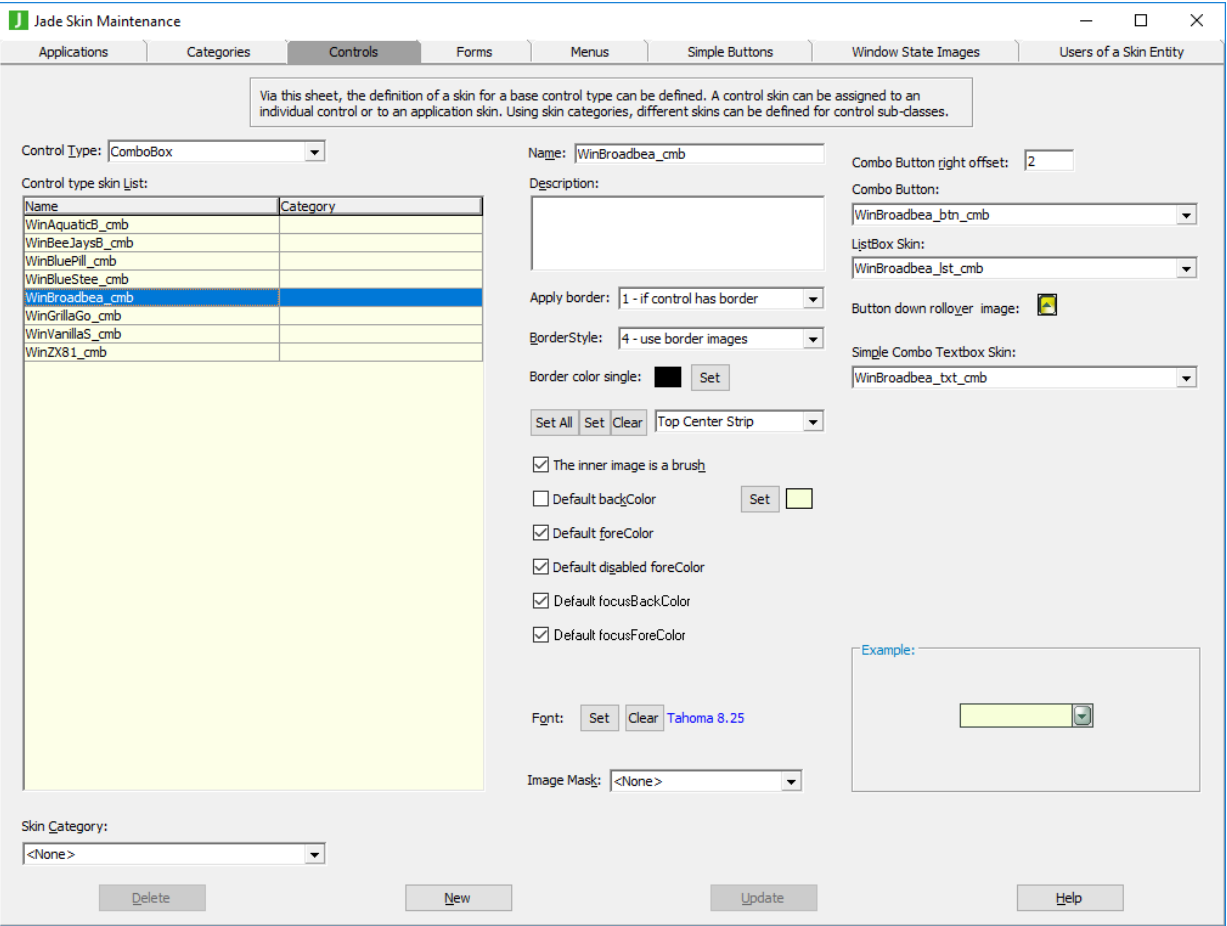 Jade Skin Maintenance
Applications
Categories
Controls
Forms
Menus
Simple Buttons
Window State Images
Users of a Skin Entity
Via this sheet, the definition of a skin for a base control type can be defined. A control skin can be assigned to an
individual control or to an application skin. Using skin categories, different skins can be defined for control sub-classes.
Control Type: ComboBox
Control type skin List:
Name Category
WinAquaticB_cmb
WinBeeJaysB_cmb
WinBluePill_cmb
WinBlueStee_cmb
WinBroadbea_cmb
WinGrillaGo_cmb
WinVanillaS_cmb
WinZX81_cmb
Skin Category:
<None>
Name: WinBroadbea_cmb
Description:
Apply border: 1 - if control has border
BorderStyle: 4 - use border images
Border color single: Set
Set All Set Clear Top Center Strip
The inner image is a brush
Default backColor Set
Default foreColor
Default disabled foreColor
Default focusBackColor
Default focusForeColor
Font: Set Clear Tahoma 8.25
Image Mask: <None>
Combo Button right offset: 2
Combo Button:
WinBroadbea_btn_cmb
ListBox Skin:
WinBroadbea_lst_cmb
Button down rollover image:
Simple Combo Textbox Skin:
WinBroadbea_txt_cmb
Example:
Delete
New
Update
Help